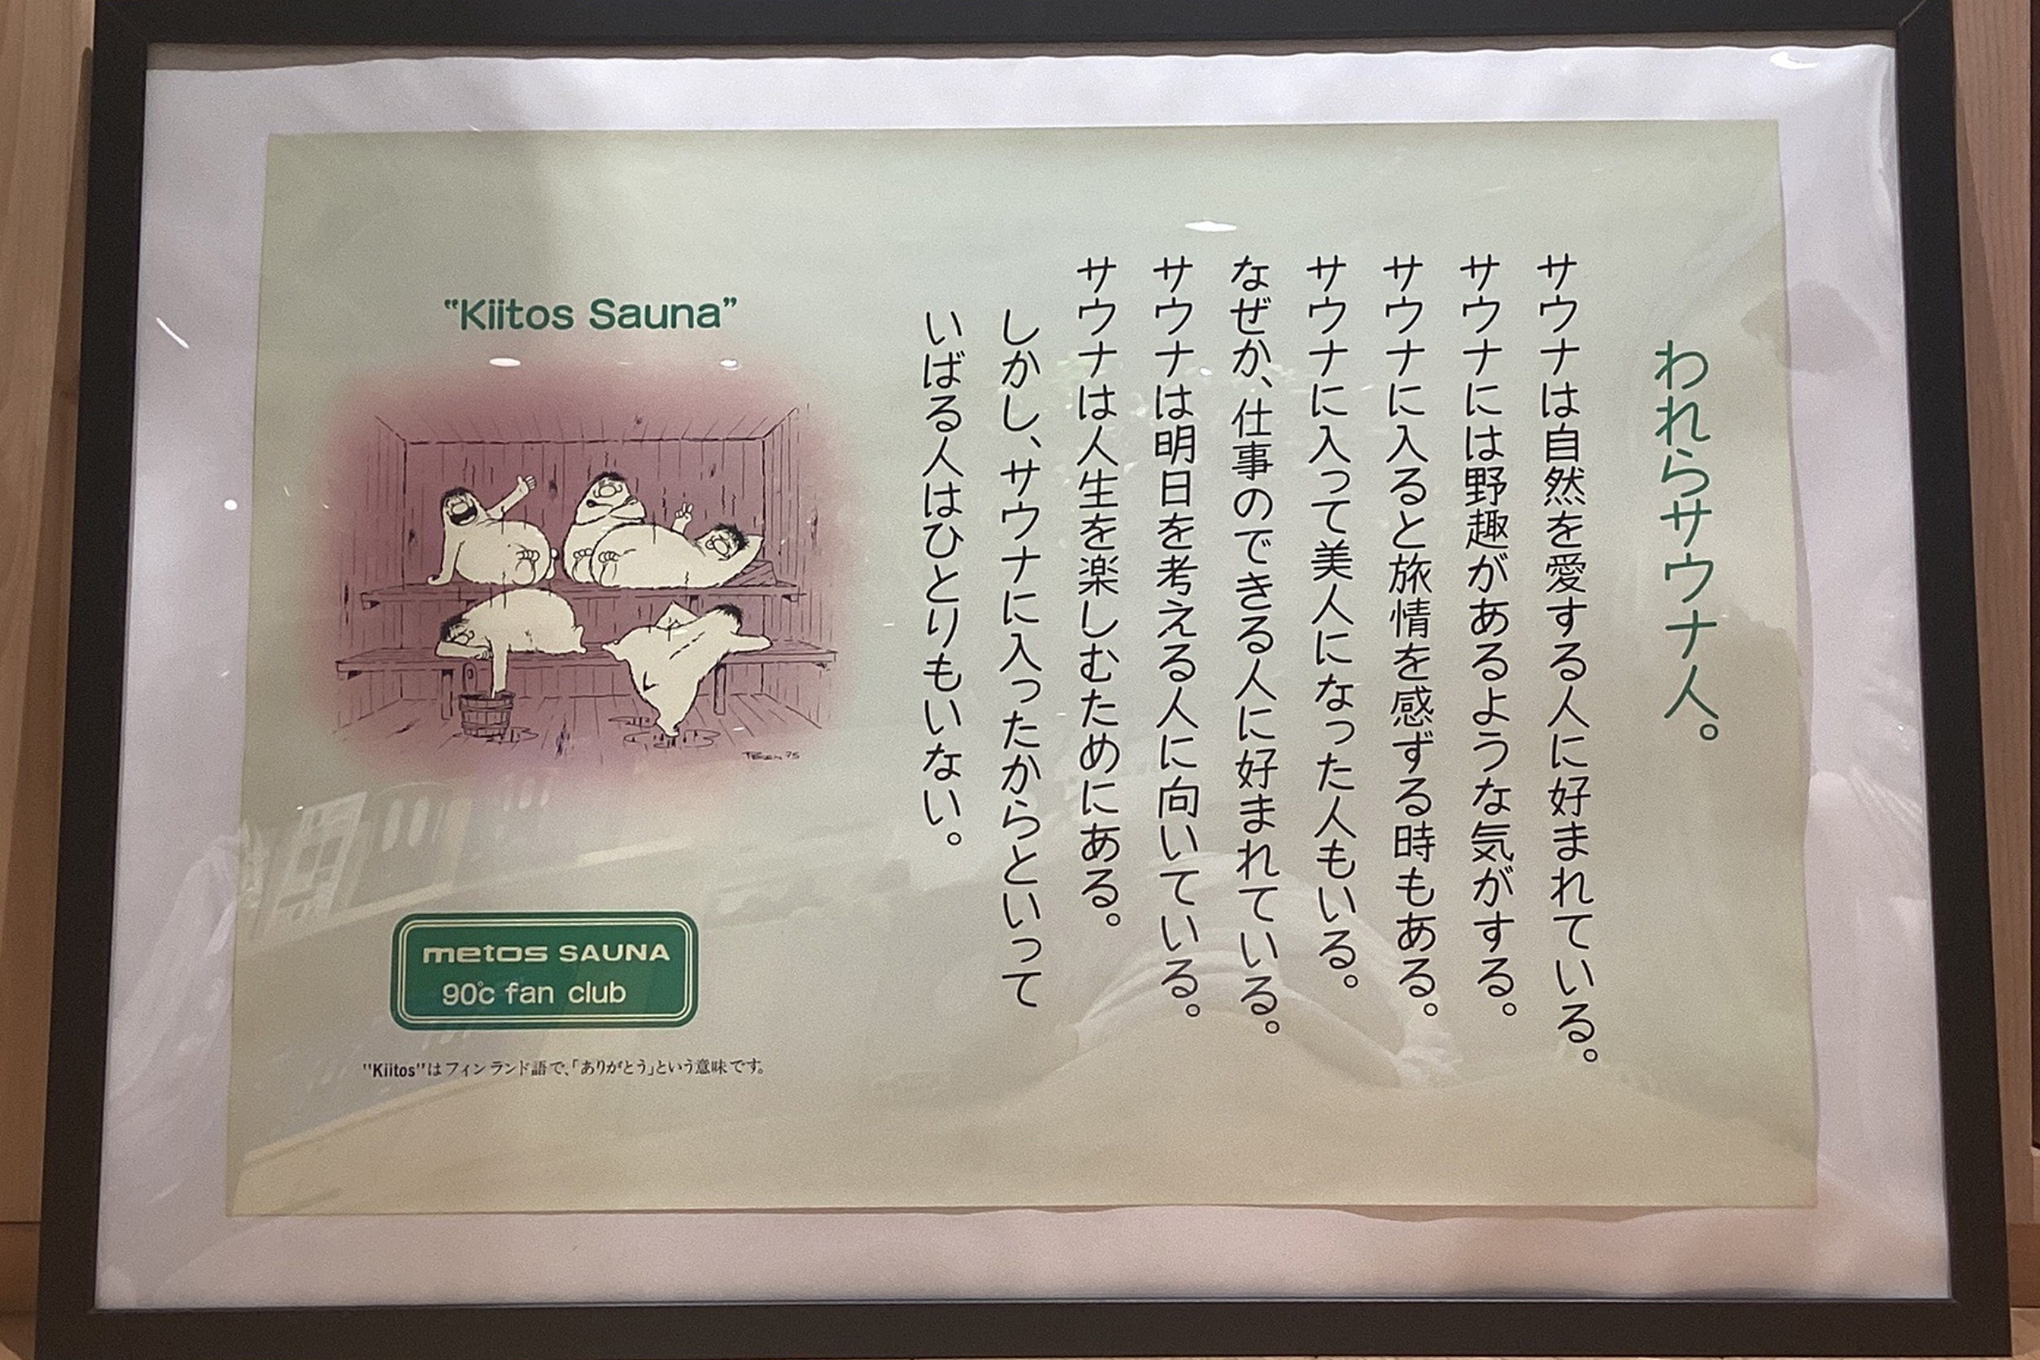 われらサウナ人。
サウナは自然を愛する人に好まれている。
サウナには野趣があるような気がする。
サウナに入ると旅情を感ずる時もある。
サウナに入って美人になった人もいる。
なぜか、仕事のできる人に好まれている。
サウナは明日を考える人に向いている。
サウナは人生を楽しむためにある。
しかし、サウナに入ったからといって
いばる人はひとりもいない。
“Kiitos Sauna”
metos SAUNA
90℃ fan club
"Kiitos"はフィンランド語で、「ありがとう」という意味です。